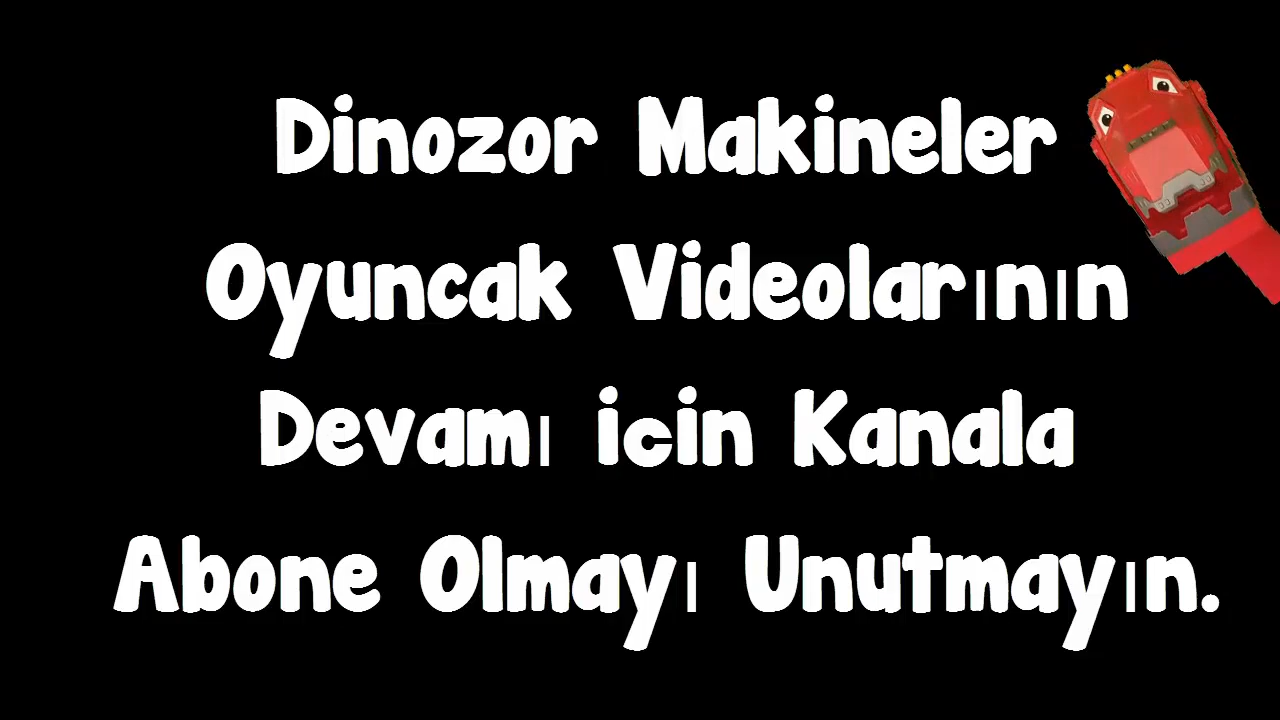 Dinozor Makineler
Oyuncak Videolarının
Devamı icin Kanala
Abone Olmayı Unutmayın.